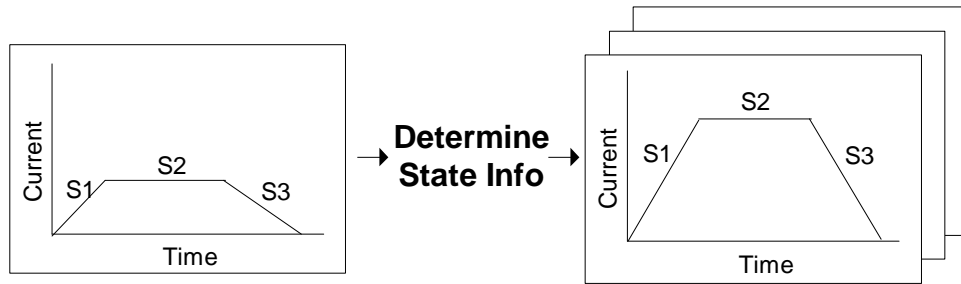 Current
S1
S2
S3
Time
Determine
State Info
Current
S1
S2
S3
Time